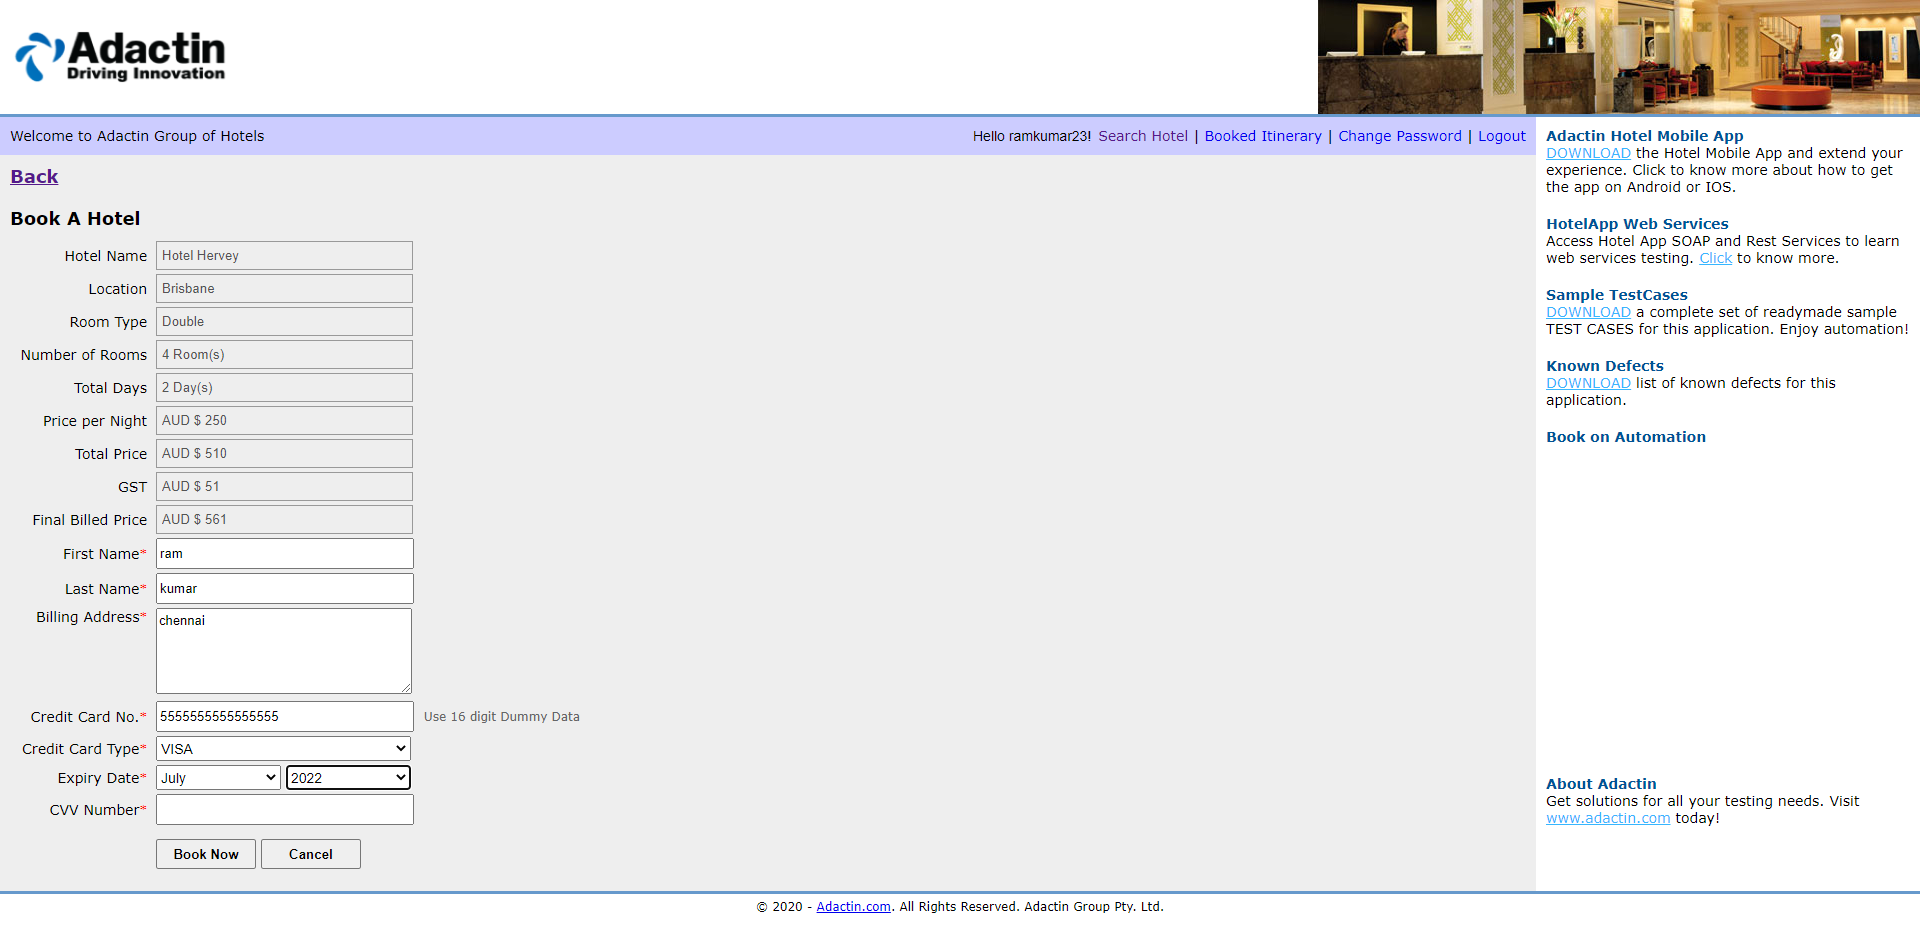 Adactin
Driving Innovation
Welcome to Adactin Group of Hotels
Hello ramkumar23! Search Hotel | Booked Itinerary | Change Password | Logout
Back
Book A Hotel
Hotel Name Hotel Hervey
Location Brisbane
Room Type Double
Number of Rooms 4 Room(s)
Total Days 2 Day(s)
Price per Night AUD $ 250
Total Price AUD $ 510
GST AUD $ 51
Final Billed Price AUD $ 561
First Name* ram
Last Name* kumar
Billing Address* chennai
Credit Card No.* 5555555555555555 Use 16 digit Dummy Data
Credit Card Type* VISA
Expiry Date* July 2022
CVV Number*
Book Now Cancel
Adactin Hotel Mobile App
DOWNLOAD the Hotel Mobile App and extend your
experience. Click to know more about how to get
the app on Android or IOS.
HotelApp Web Services
Access Hotel App SOAP and Rest Services to learn
web services testing. Click to know more.
Sample TestCases
DOWNLOAD a complete set of readymade sample
TEST CASES for this application. Enjoy automation!
Known Defects
DOWNLOAD list of known defects for this
application.
Book on Automation
About Adactin
Get solutions for all your testing needs. Visit
www.adactin.com today!
© 2020 - Adactin.com. All Rights Reserved. Adactin Group Pty. Ltd.